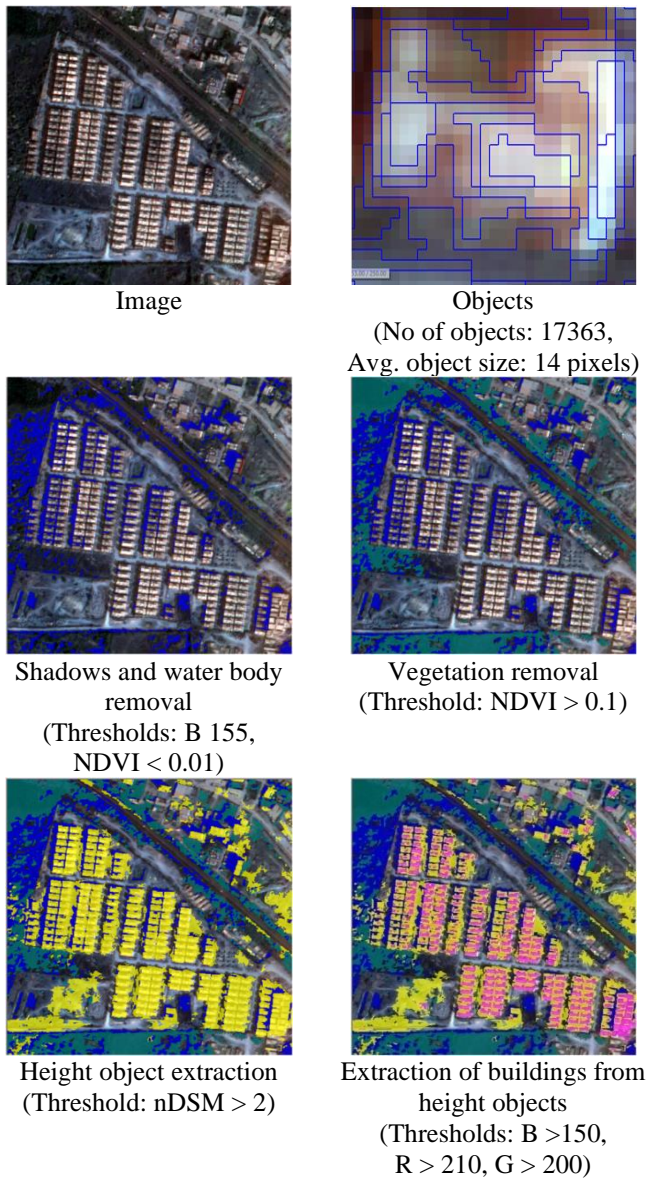 Image
Objects
(No of objects: 17363,
Avg. object size: 14 pixels)
Shadows and water body
removal
(Thresholds: B 155,
NDVI < 0.01)
Vegetation removal
(Threshold: NDVI > 0.1)
Height object extraction
(Threshold: nDSM > 2)
Extraction of buildings from
height objects
(Thresholds: B >150,
R > 210, G > 200)